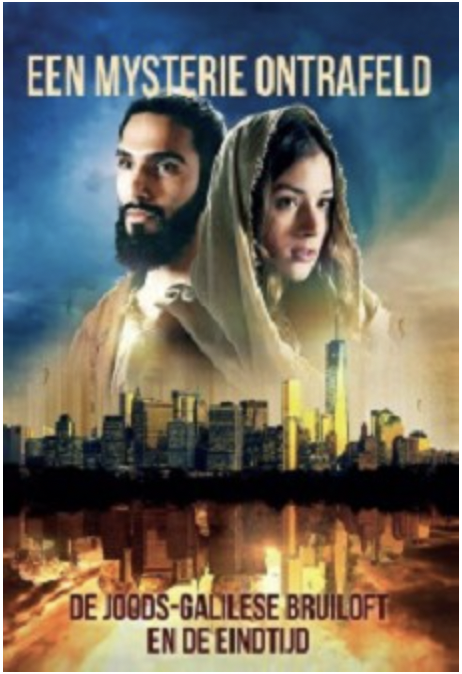 EEN MYSTERIE ONTRAFELD
DE JOODS-GALILESE BRUILOFT
EN DE EINDTIJD